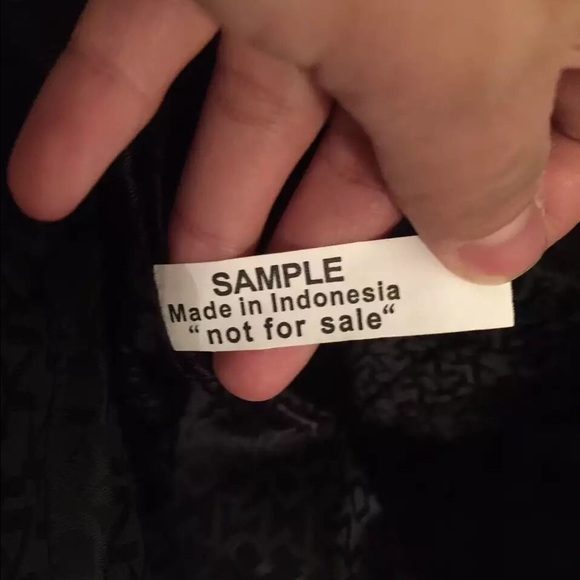 SAMPLE
Made in Indonesia
“ not for sale“